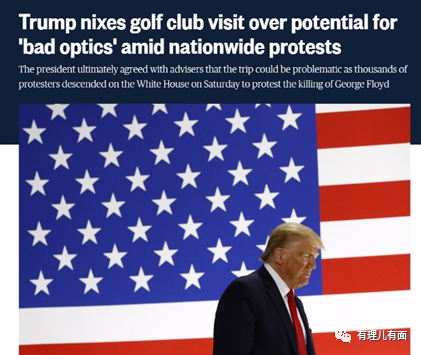 Trump nixes golf club visit over potential for
'bad optics' amid nationwide protests
The president ultimately agreed with advisers that the trip could be problematic as thousands of
protesters descended on the White House on Saturday to protest the killing of George Floyd
有理儿有面